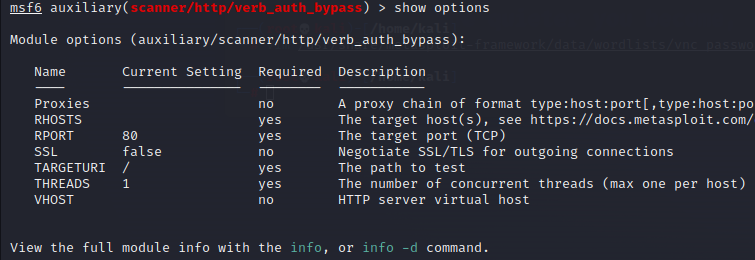 msf6 auxiliary(scanner/http/verb_auth_bypass) > show options
Module options (auxiliary/scanner/http/verb_auth_bypass):
Name Current Setting Required Description
---- --------------- -------- -----------
Proxies no A proxy chain of format type:host:port[,type:host:po
RHOSTS yes The target host(s), see https://docs.metasploit.com/
RPORT 80 yes The target port (TCP)
SSL false no Negotiate SSL/TLS for outgoing connections
TARGETURI / yes The path to test
THREADS 1 yes The number of concurrent threads (max one per host)
VHOST no HTTP server virtual host
View the full module info with the info, or info -d command.